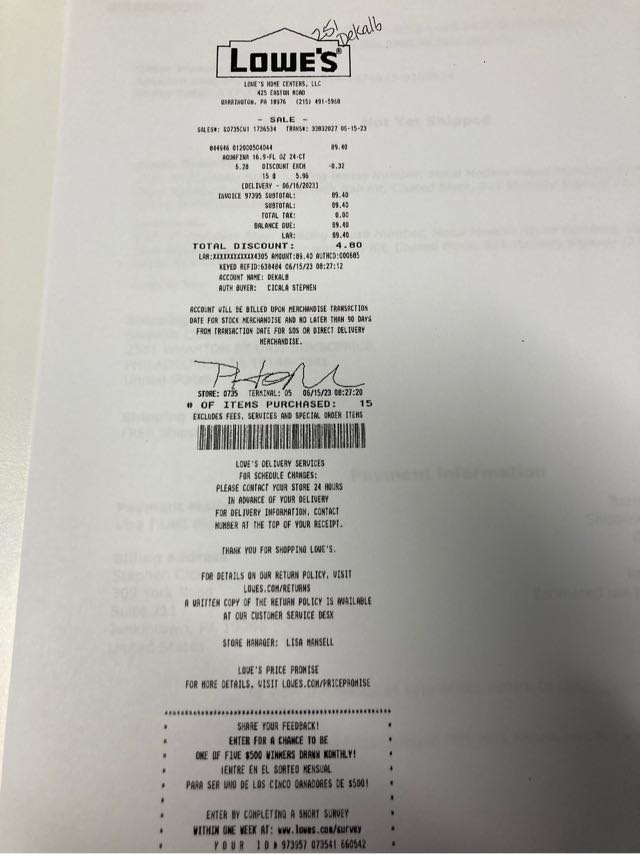 251 Dekalb
LOWE'S
LOWE'S HOME CENTERS, LLC
425 EASTON ROAD
WARRINGTON, PA 18976 (215) 491-5960
- SALE -
SALES#: S0735CW1 1736534 TRANS#: 33832027 06-15-23
844946 012000504044 89.40
AQUAFINA 16.9-FL OZ 24-CT
6.28 DISCOUNT EACH -0.32
15 @ 5.96
[DELIVERY - 06/16/2023]
INVOICE 97395 SUBTOTAL: 89.40
SUBTOTAL: 89.40
TOTAL TAX: 0.00
BALANCE DUE: 89.40
LAR: 89.40
TOTAL DISCOUNT: 4.80
LAR:XXXXXXXXXXXX4305 AMOUNT:89.40 AUTHCD:000685
KEYED REFID:638484 06/15/23 08:27:12
ACCOUNT NAME: DEKALB
AUTH BUYER: CICALA STEPHEN
ACCOUNT WILL BE BILLED UPON MERCHANDISE TRANSACTION
DATE FOR STOCK MERCHANDISE AND NO LATER THAN 90 DAYS
FROM TRANSACTION DATE FOR SOS OR DIRECT DELIVERY
MERCHANDISE.
STORE: 0735 TERMINAL: 05 06/15/23 08:27:20
# OF ITEMS PURCHASED: 15
EXCLUDES FEES, SERVICES AND SPECIAL ORDER ITEMS
LOWE'S DELIVERY SERVICES
FOR SCHEDULE CHANGES:
PLEASE CONTACT YOUR STORE 24 HOURS
IN ADVANCE OF YOUR DELIVERY
FOR DELIVERY INFORMATION, CONTACT
NUMBER AT THE TOP OF YOUR RECEIPT.
THANK YOU FOR SHOPPING LOWE'S.
FOR DETAILS ON OUR RETURN POLICY, VISIT
LOWES.COM/RETURNS
A WRITTEN COPY OF THE RETURN POLICY IS AVAILABLE
AT OUR CUSTOMER SERVICE DESK
STORE MANAGER: LISA MANSELL
LOWE'S PRICE PROMISE
FOR MORE DETAILS, VISIT LOWES.COM/PRICEPROMISE
SHARE YOUR FEEDBACK!
ENTER FOR A CHANCE TO BE
ONE OF FIVE $500 WINNERS DRAWN MONTHLY!
¡ENTRE EN EL SORTEO MENSUAL
PARA SER UNO DE LOS CINCO GANADORES DE $500!
ENTER BY COMPLETING A SHORT SURVEY
WITHIN ONE WEEK AT: www.lowes.com/survey
YOUR ID# 973957 073541 660542